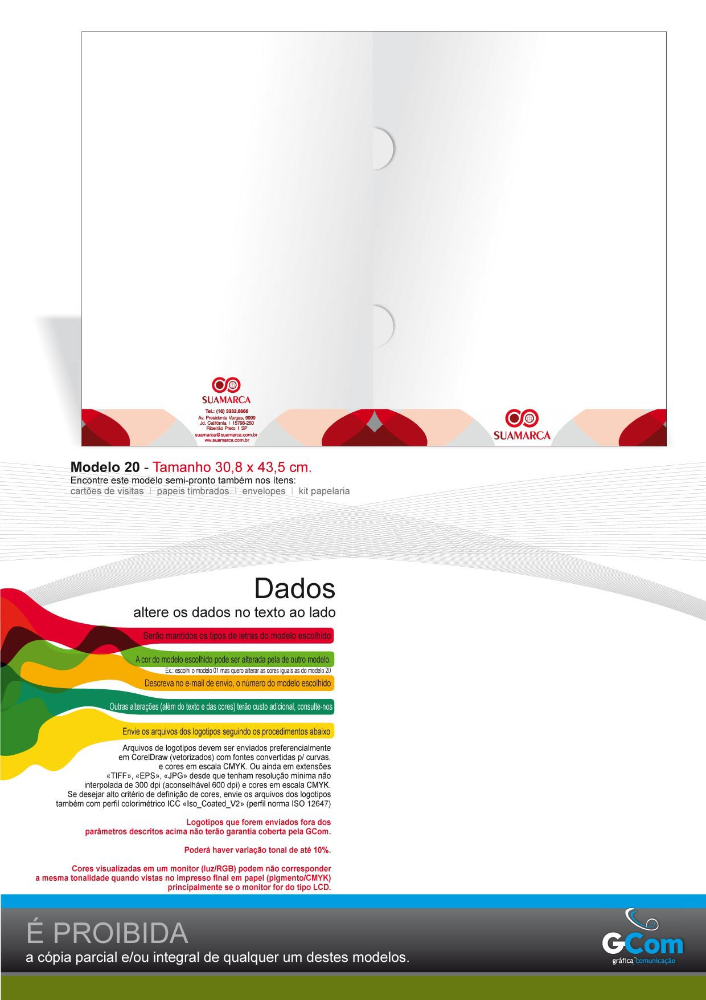 SUAMARCA
Tel.: (16) 3333.6666
Av. Presidente Vargas, 9999
Jd. Califórnia | 15798-260
Ribeirão Preto | SP
suamarca@suamarca.com.br
ww.suamarca.com.br
SUAMARCA
Modelo 20 - Tamanho 30,8 x 43,5 cm.
Encontre este modelo semi-pronto também nos ítens:
cartões de visitas | papeis timbrados | envelopes | kit papelaria
Dados
altere os dados no texto ao lado
Serão mantidos os tipos de letras do modelo escolhido
A cor do modelo escolhido pode ser alterada pela de outro modelo.
Ex.: escolhi o modelo 01 mas quero alterar as cores iguais as do modelo 20
Descreva no e-mail de envio, o número do modelo escolhido
Outras alterações (além do texto e das cores) terão custo adicional, consulte-nos
Envie os arquivos dos logotipos seguindo os procedimentos abaixo
Arquivos de logotipos devem ser enviados preferencialmente
em CorelDraw (vetorizados) com fontes convertidas p/ curvas,
e cores em escala CMYK. Ou ainda em extensões
«TIFF», «EPS», «JPG» desde que tenham resolução mínima não
interpolada de 300 dpi (aconselhável 600 dpi) e cores em escala CMYK.
Se desejar alto critério de definição de cores, envie os arquivos dos logotipos
também com perfil colorimétrico ICC «Iso_Coated_V2» (perfil norma ISO 12647)
Logotipos que forem enviados fora dos
parâmetros descritos acima não terão garantia coberta pela GCom.
Poderá haver variação tonal de até 10%.
Cores visualizadas em um monitor (luz/RGB) podem não corresponder
a mesma tonalidade quando vistas no impresso final em papel (pigmento/CMYK)
principalmente se o monitor for do tipo LCD.
É PROIBIDA
a cópia parcial e/ou integral de qualquer um destes modelos.
GCom
gráfica comunicação